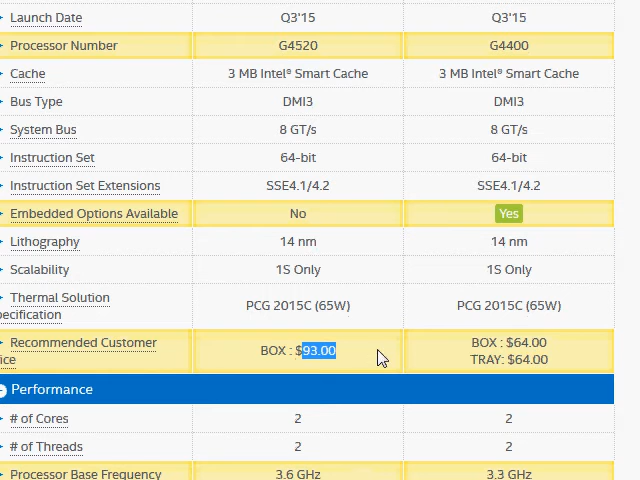 Launch Date Q3'15 Q3'15
Processor Number G4520 G4400
Cache 3 MB Intel® Smart Cache 3 MB Intel® Smart Cache
Bus Type DMI3 DMI3
System Bus 8 GT/s 8 GT/s
Instruction Set 64-bit 64-bit
Instruction Set Extensions SSE4.1/4.2 SSE4.1/4.2
Embedded Options Available No Yes
Lithography 14 nm 14 nm
Scalability 1S Only 1S Only
Thermal Solution
ecification PCG 2015C (65W) PCG 2015C (65W)
Recommended Customer
ice BOX : $93.00 BOX : $64.00
TRAY: $64.00
Performance
# of Cores 2 2
# of Threads 2 2
Processor Base Frequency 3.6 GHz 3.3 GHz